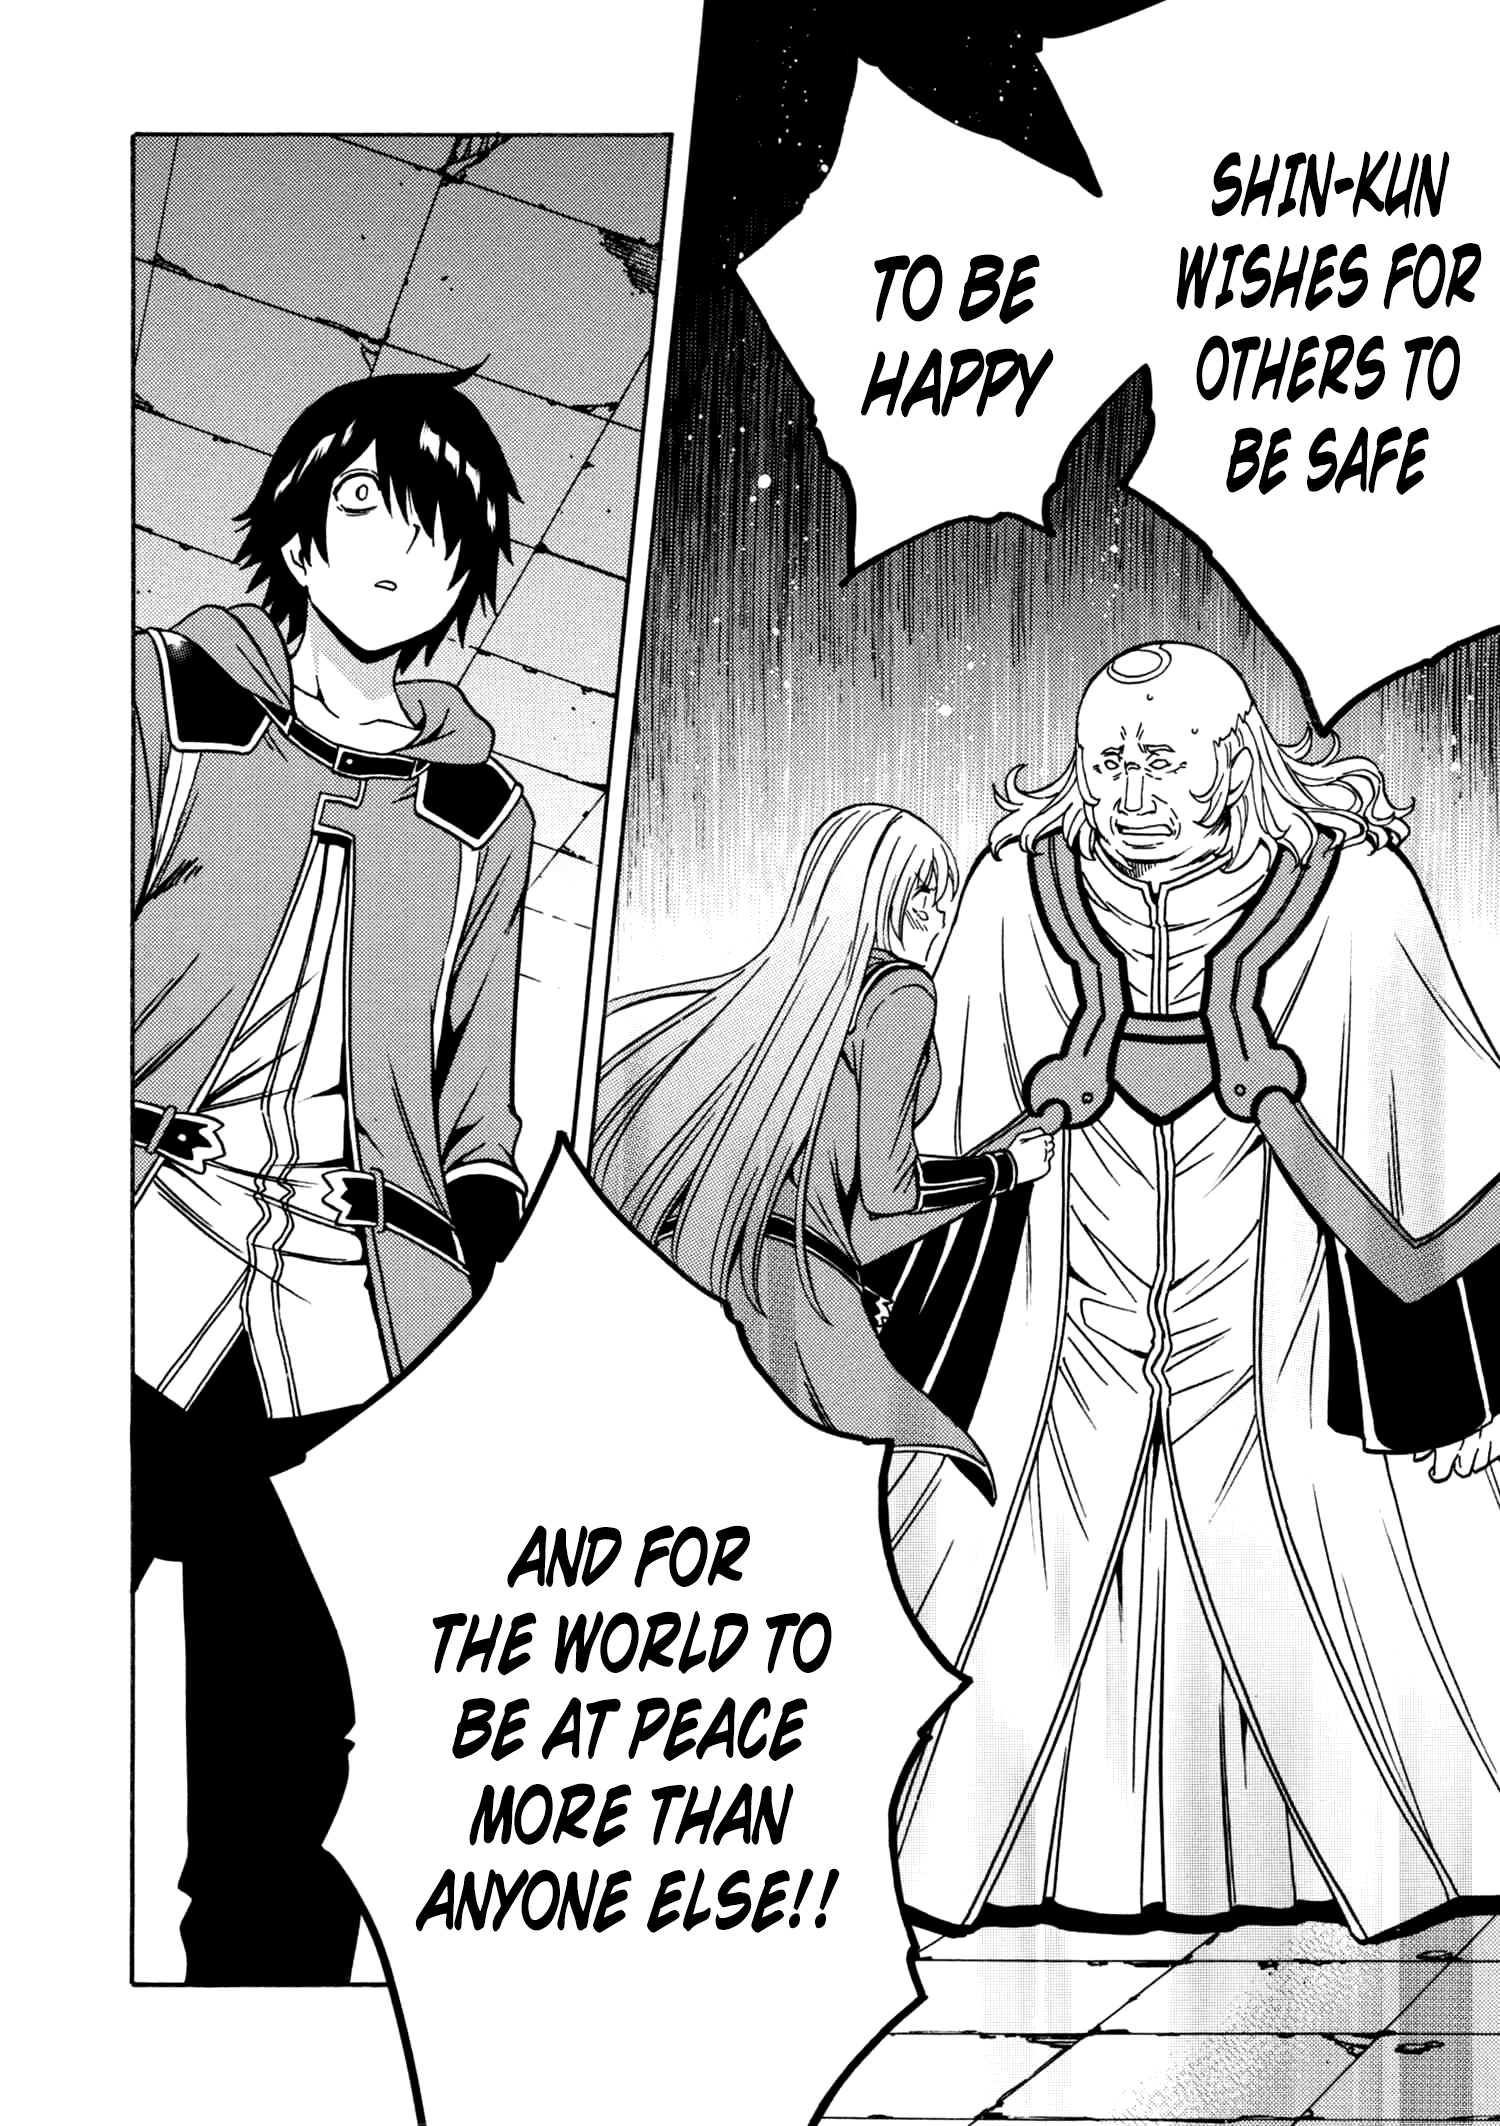 SHIN-KUN
WISHES FOR
OTHERS TO
BE SAFE
TO BE
HAPPY
AND FOR
THE WORLD TO
BE AT PEACE
MORE THAN
ANYONE ELSE!!